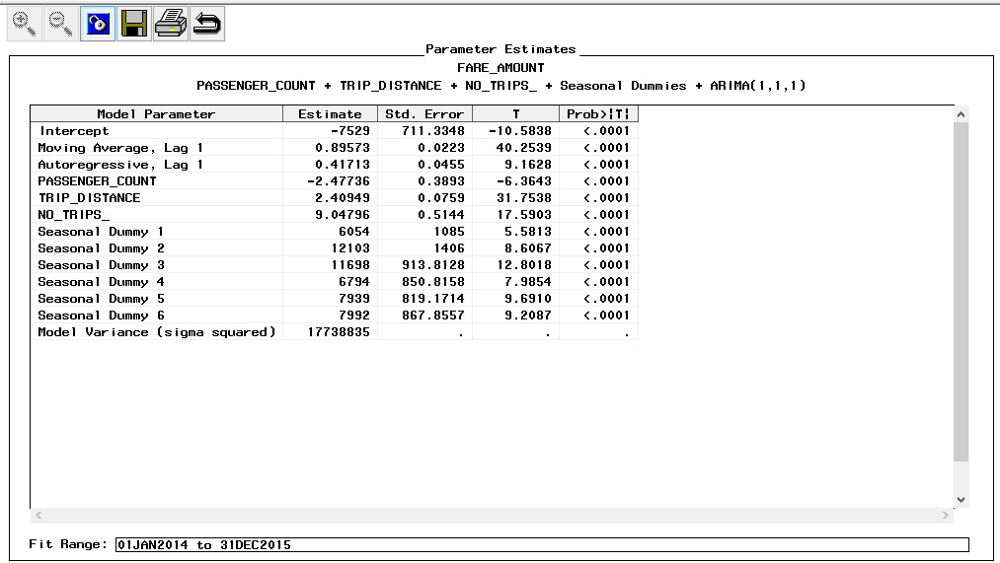 Parameter Estimates
FARE_AMOUNT
PASSENGER_COUNT + TRIP_DISTANCE + NO_TRIPS_ + Seasonal Dummies + ARIMA(1,1,1)
Model Parameter Estimate Std. Error T Prob>|T|
Intercept -7529 711.3348 -10.5838 <.0001
Moving Average, Lag 1 0.89573 0.0223 40.2539 <.0001
Autoregressive, Lag 1 0.41713 0.0455 9.1628 <.0001
PASSENGER_COUNT -2.47736 0.3893 -6.3643 <.0001
TRIP_DISTANCE 2.40949 0.0759 31.7538 <.0001
NO_TRIPS_ 9.04796 0.5144 17.5903 <.0001
Seasonal Dummy 1 6054 1085 5.5813 <.0001
Seasonal Dummy 2 12103 1406 8.6067 <.0001
Seasonal Dummy 3 11698 913.8128 12.8018 <.0001
Seasonal Dummy 4 6794 850.8158 7.9854 <.0001
Seasonal Dummy 5 7939 819.1714 9.6910 <.0001
Seasonal Dummy 6 7992 867.8557 9.2087 <.0001
Model Variance (sigma squared) 17738835 . . .
Fit Range: 01JAN2014 to 31DEC2015